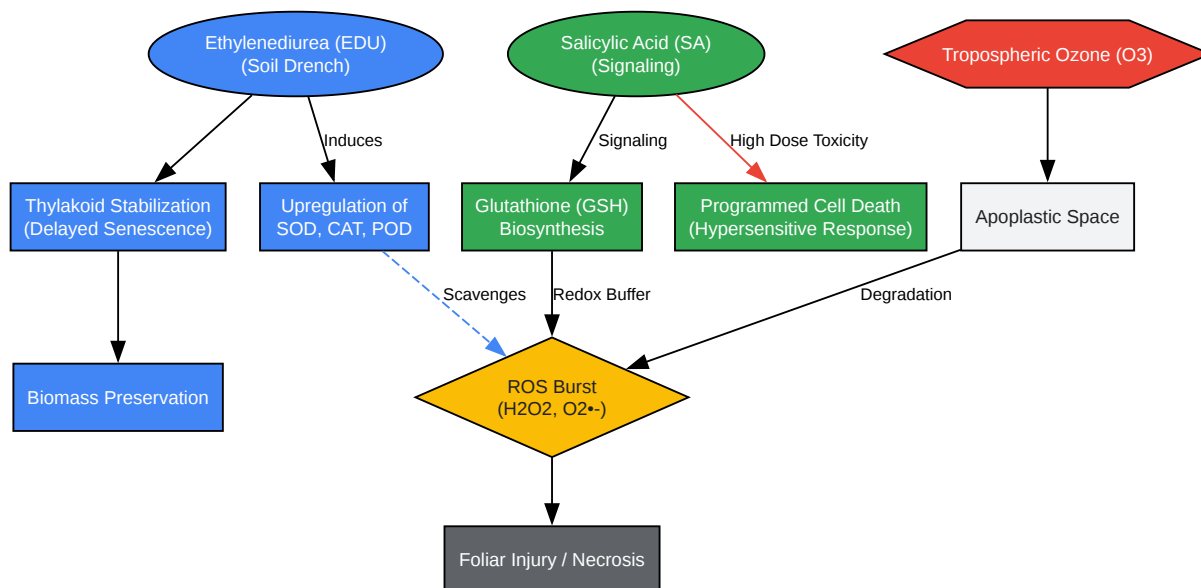 Ethylenediurea (EDU)
(Soil Drench)
Salicylic Acid (SA)
(Signaling)
Tropospheric Ozone (O3)
Induces
Signaling
High Dose Toxicity
Thylakoid Stabilization
(Delayed Senescence)
Upregulation of
SOD, CAT, POD
Glutathione (GSH)
Biosynthesis
Programmed Cell Death
(Hypersensitive Response)
Apoplastic Space
Scavenges
Redox Buffer
Degradation
Biomass Preservation
ROS Burst
(H2O2, O2•-)
Foliar Injury / Necrosis